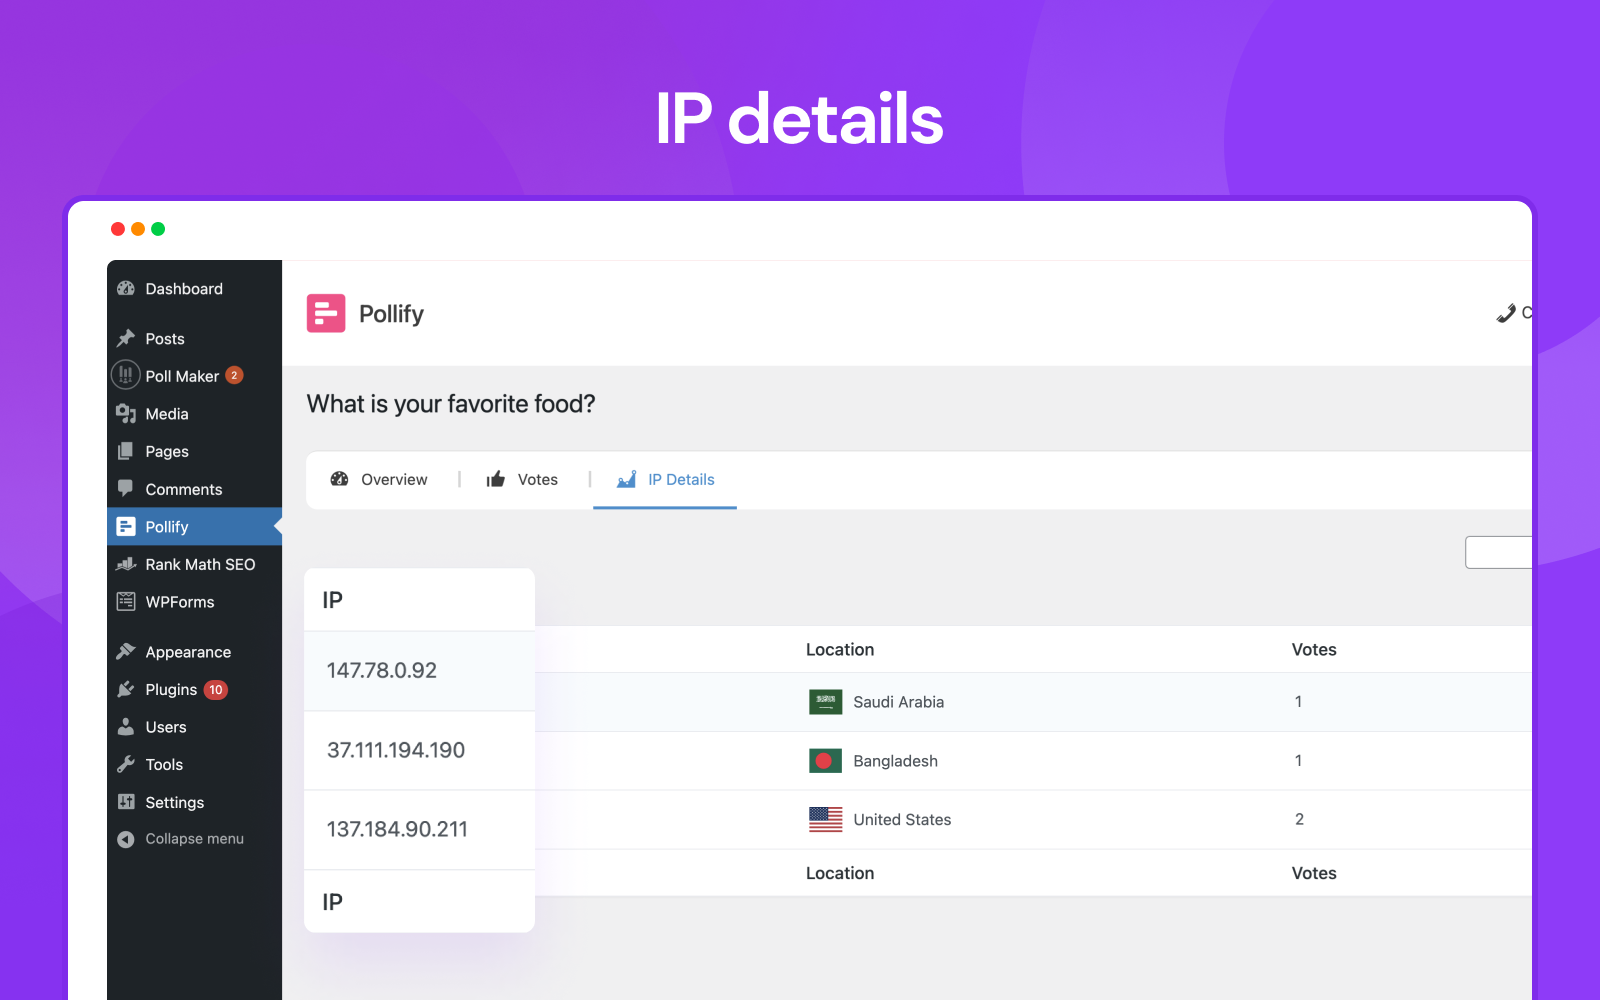 IP details
Dashboard
Posts
Poll Maker 2
Media
Pages
Comments
Pollify
Rank Math SEO
WPForms
Appearance
Plugins 10
Users
Tools
Settings
Collapse menu
Pollify
What is your favorite food?
Overview | Votes | IP Details
IP
Location Votes
147.78.0.92 Saudi Arabia 1
37.111.194.190 Bangladesh 1
137.184.90.211 United States 2
IP Location Votes